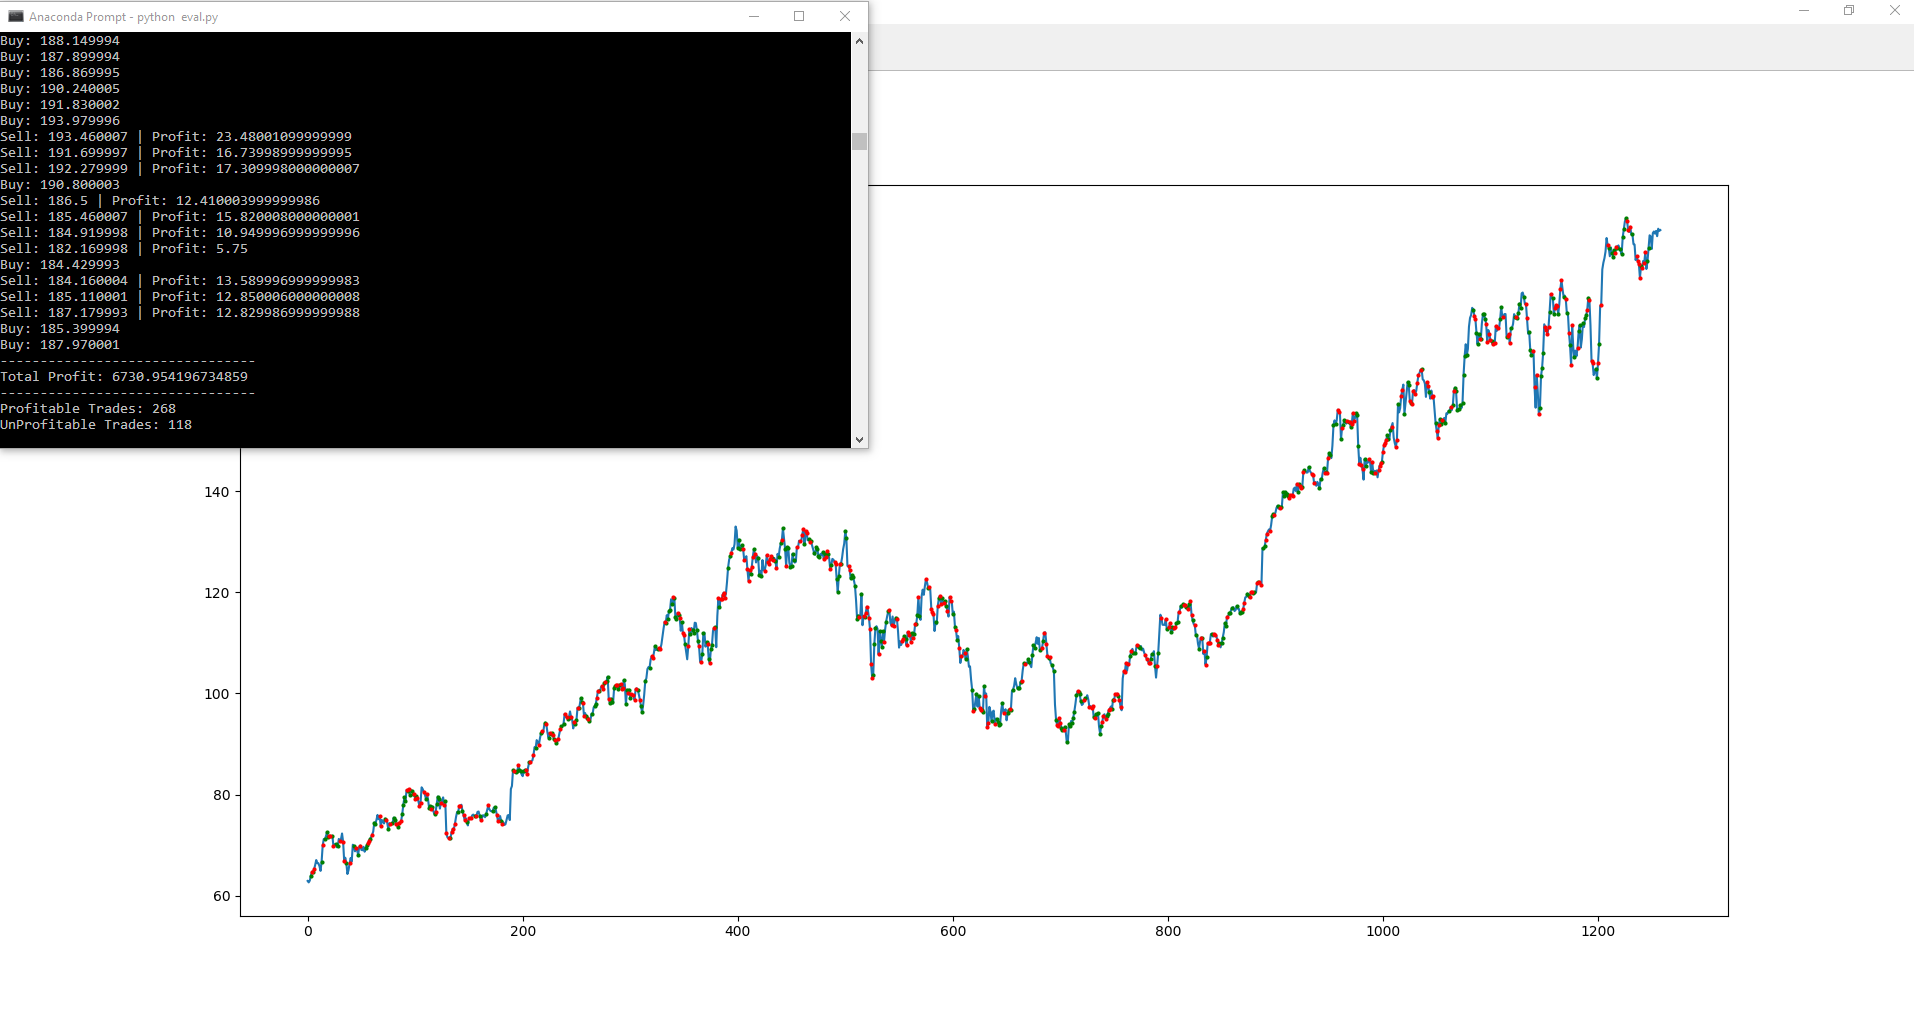 Anaconda Prompt - python  eval.py
Buy: 188.149994
Buy: 187.899994
Buy: 186.869995
Buy: 190.240005
Buy: 191.830002
Buy: 193.979996
Sell: 193.460007 | Profit: 23.48001099999999
Sell: 191.699997 | Profit: 16.73998999999995
Sell: 192.279999 | Profit: 17.309998000000007
Buy: 190.800003
Sell: 186.5 | Profit: 12.410003999999986
Sell: 185.460007 | Profit: 15.820008000000001
Sell: 184.919998 | Profit: 10.949996999999996
Sell: 182.169998 | Profit: 5.75
Buy: 184.429993
Sell: 184.160004 | Profit: 13.589996999999983
Sell: 185.110001 | Profit: 12.850006000000008
Sell: 187.179993 | Profit: 12.829986999999988
Buy: 185.399994
Buy: 187.970001
--------------------------------
Total Profit: 6730.954196734859
--------------------------------
Profitable Trades: 268
UnProfitable Trades: 118
140
120
100
80
60
0 200 400 600 800 1000 1200